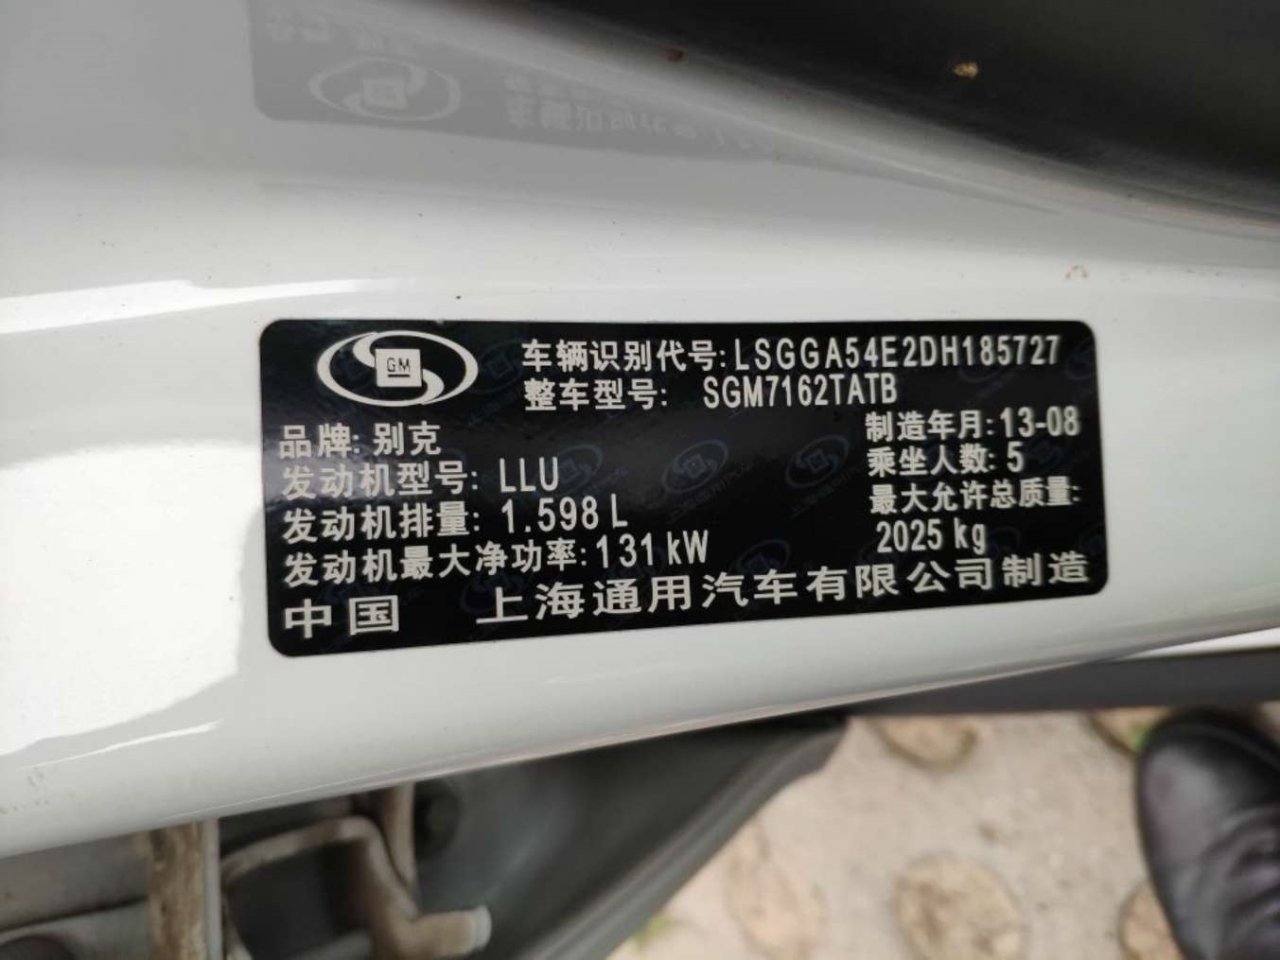 GM
车辆识别代号:LSGGA54E2DH185727
整车型号: SGM7162TATB
品牌:别克
制造年月:13-08
发动机型号: LLU
乘坐人数: 5
发动机排量: 1.598 L
最大允许总质量:
2025 kg
发动机最大净功率:131 kW
中国 上海通用汽车有限公司制造